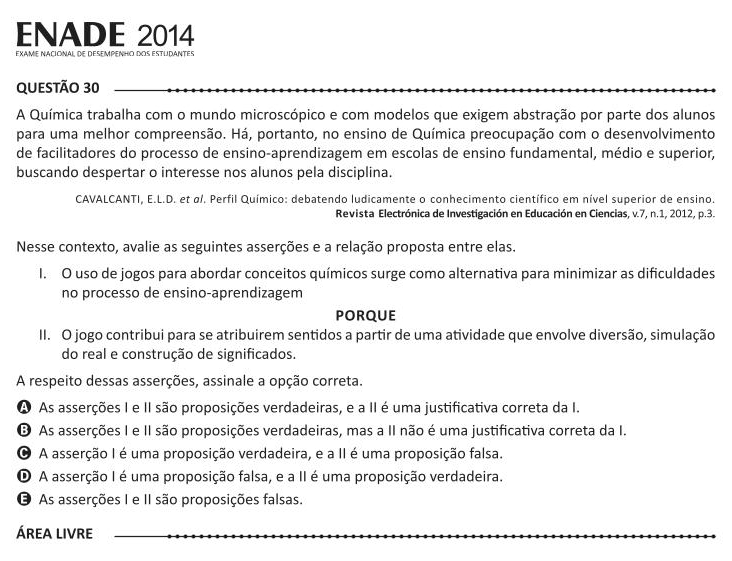 ENADE 2014
EXAME NACIONAL DE DESEMPENHO DOS ESTUDANTES
QUESTÃO 30
A Química trabalha com o mundo microscópico e com modelos que exigem abstração por parte dos alunos
para uma melhor compreensão. Há, portanto, no ensino de Química preocupação com o desenvolvimento
de facilitadores do processo de ensino-aprendizagem em escolas de ensino fundamental, médio e superior,
buscando despertar o interesse nos alunos pela disciplina.
CAVALCANTI, E.L.D. et al. Perfil Químico: debatendo ludicamente o conhecimento científico em nível superior de ensino.
Revista Electrónica de Investigación en Educación en Ciencias, v.7, n.1, 2012, p.3.
Nesse contexto, avalie as seguintes asserções e a relação proposta entre elas.
I. O uso de jogos para abordar conceitos químicos surge como alternativa para minimizar as dificuldades
no processo de ensino-aprendizagem
PORQUE
II. O jogo contribui para se atribuirem sentidos a partir de uma atividade que envolve diversão, simulação
do real e construção de significados.
A respeito dessas asserções, assinale a opção correta.
A As asserções I e II são proposições verdadeiras, e a II é uma justificativa correta da I.
B As asserções I e II são proposições verdadeiras, mas a II não é uma justificativa correta da I.
C A asserção I é uma proposição verdadeira, e a II é uma proposição falsa.
D A asserção I é uma proposição falsa, e a II é uma proposição verdadeira.
E As asserções I e II são proposições falsas.
ÁREA LIVRE